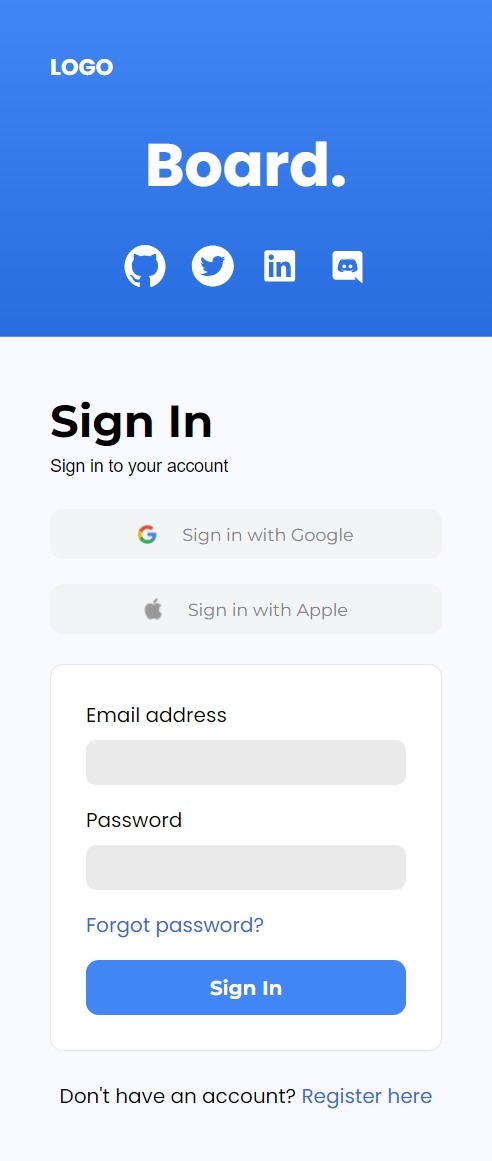 LOGO
Board.
Sign In
Sign in to your account
Sign in with Google
Sign in with Apple
Email address
Password
Forgot password?
Sign In
Don't have an account? Register here